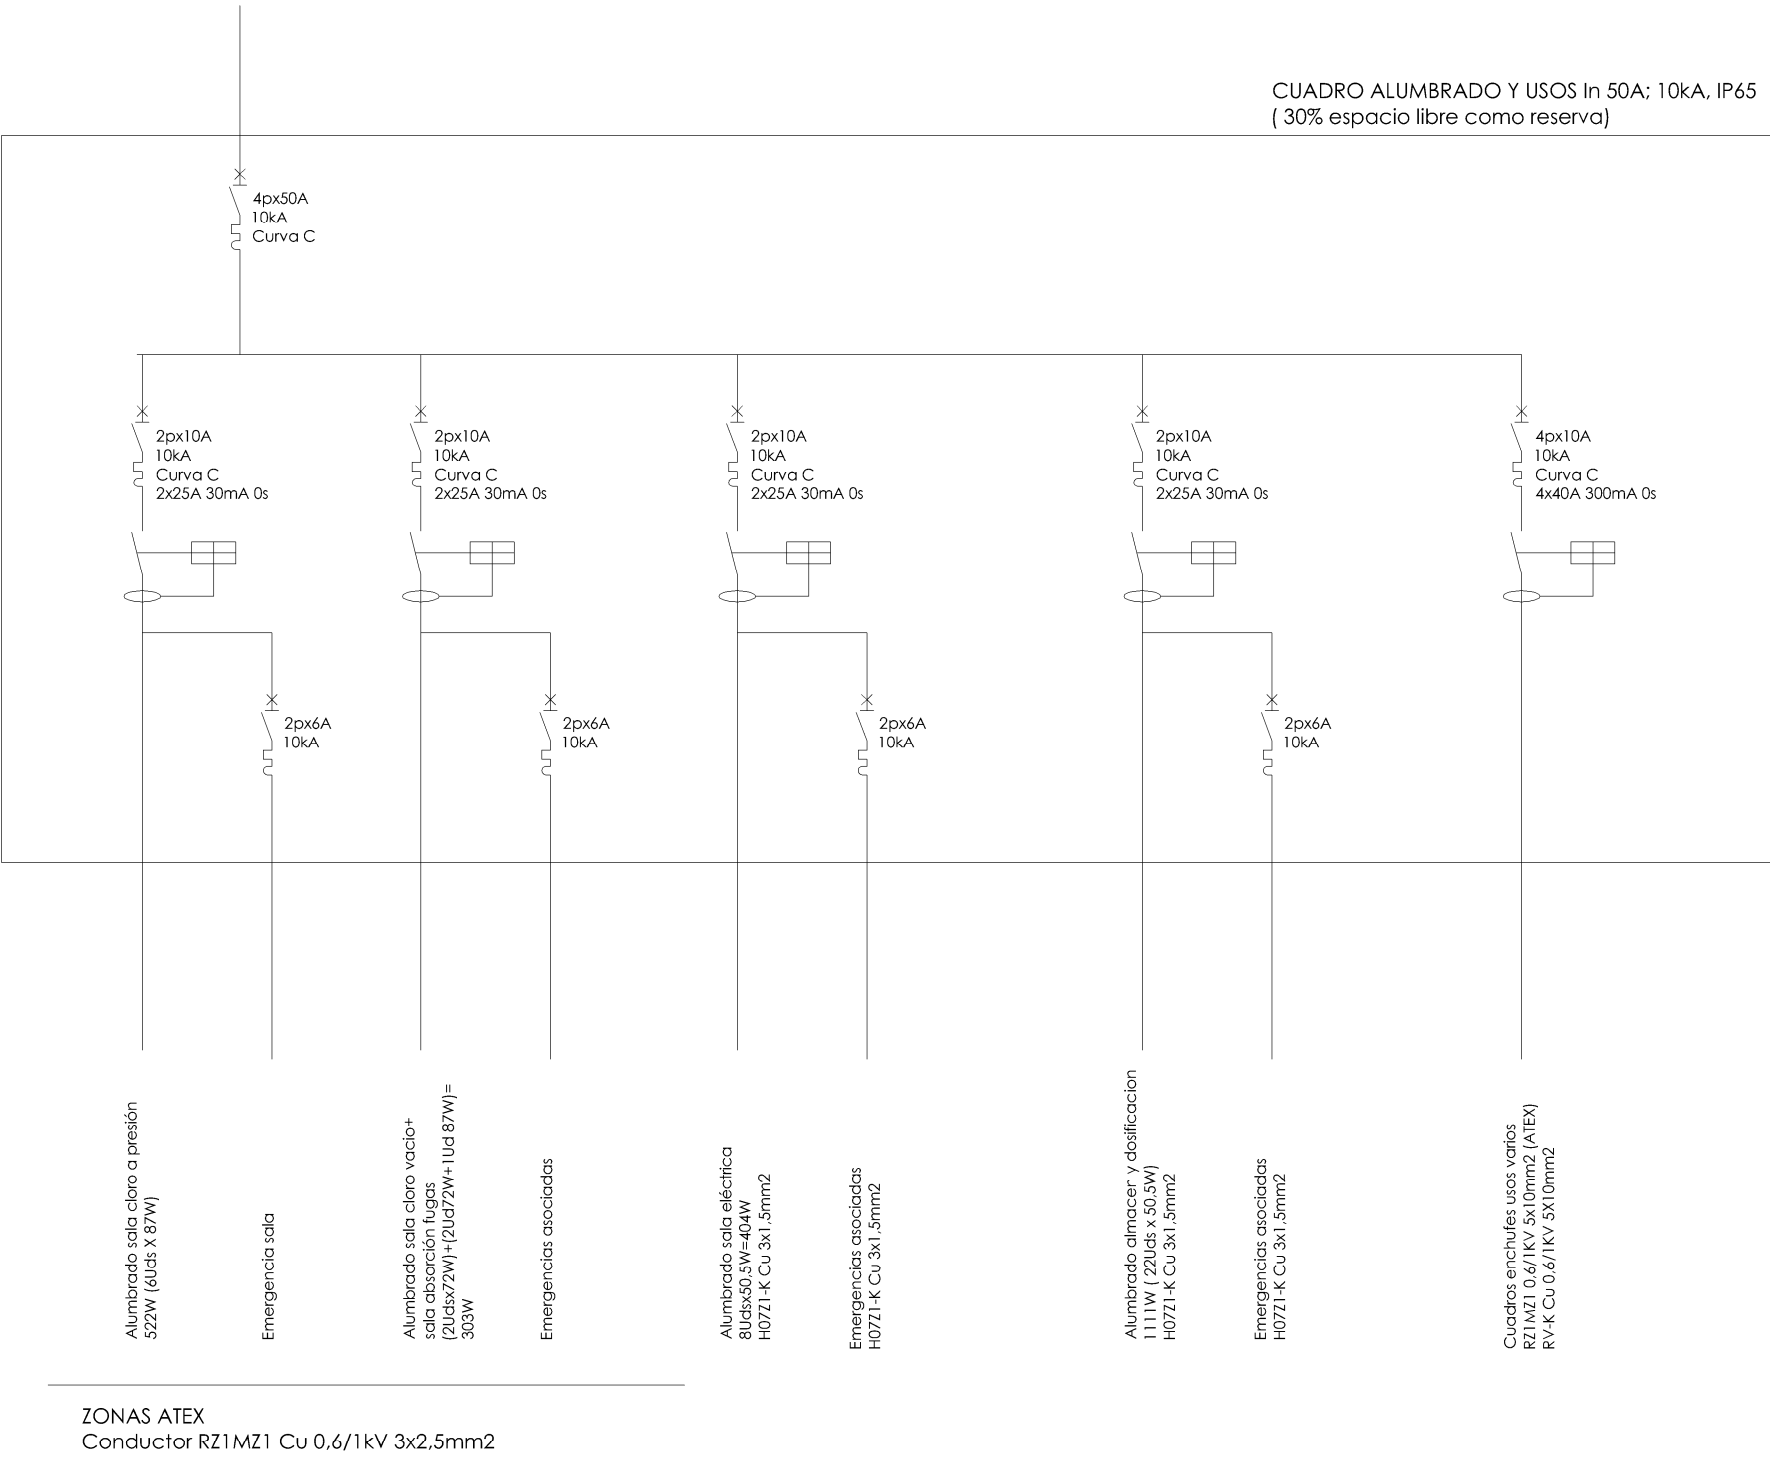 CUADRO ALUMBRADO Y USOS In 50A; 10kA, IP65
( 30% espacio libre como reserva)
4px50A
10kA
Curva C
2px10A
10kA
Curva C
2x25A 30mA 0s
2px10A
10kA
Curva C
2x25A 30mA 0s
2px10A
10kA
Curva C
2x25A 30mA 0s
2px10A
10kA
Curva C
2x25A 30mA 0s
4px10A
10kA
Curva C
4x40A 300mA 0s
2px6A
10kA
2px6A
10kA
2px6A
10kA
2px6A
10kA
Alumbrado sala cloro a presión
522W (6Uds X 87W)
Emergencia sala
Alumbrado sala cloro vacio+
sala absorción fugas
(2Udsx72W)+(2Ud72W+1Ud 87W)=
303W
Emergencias asociadas
Alumbrado sala eléctrica
8Udsx50,5W=404W
H07Z1-K Cu 3x1,5mm2
Emergencias asociadas
H07Z1-K Cu 3x1,5mm2
Alumbrado almacer y dosificacion
1111W ( 22Uds x 50,5W)
H07Z1-K Cu 3x1,5mm2
Emergencias asociadas
H07Z1-K Cu 3x1,5mm2
Cuadros enchufes usos varios
RZ1MZ1 0,6/1KV 5x10mm2 (ATEX)
RV-K Cu 0,6/1KV 5X10mm2
ZONAS ATEX
Conductor RZ1MZ1 Cu 0,6/1kV 3x2,5mm2